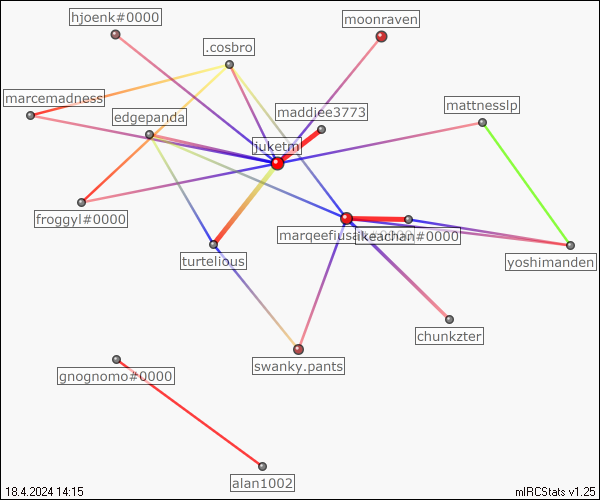 hjoenk#0000
moonraven
.cosbro
marcemadness
maddiee3773
mattnesslp
edgepanda
juketm
froggyl#0000
ikeachan#0000
turtelious
yoshimanden
chunkzter
swanky.pants
gnognomo#0000
alan1002
18.4.2024 14:15
mIRCStats v1.25